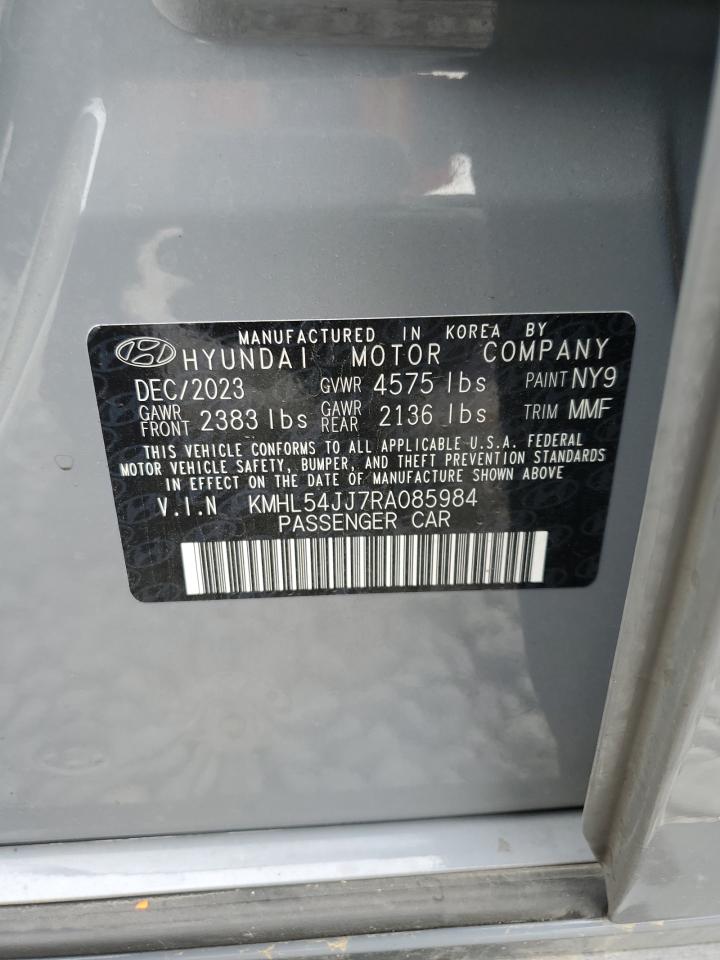 MANUFACTURED IN KOREA BY
HYUNDAI MOTOR COMPANY
DEC/2023 GVWR 4575 lbs PAINT NY9
GAWR FRONT 2383 lbs GAWR REAR 2136 lbs TRIM MMF
THIS VEHICLE CONFORMS TO ALL APPLICABLE U.S.A. FEDERAL
MOTOR VEHICLE SAFETY, BUMPER, AND THEFT PREVENTION STANDARDS
IN EFFECT ON THE DATE OF MANUFACTURE SHOWN ABOVE
V.I.N KMHL54JJ7RA085984
PASSENGER CAR